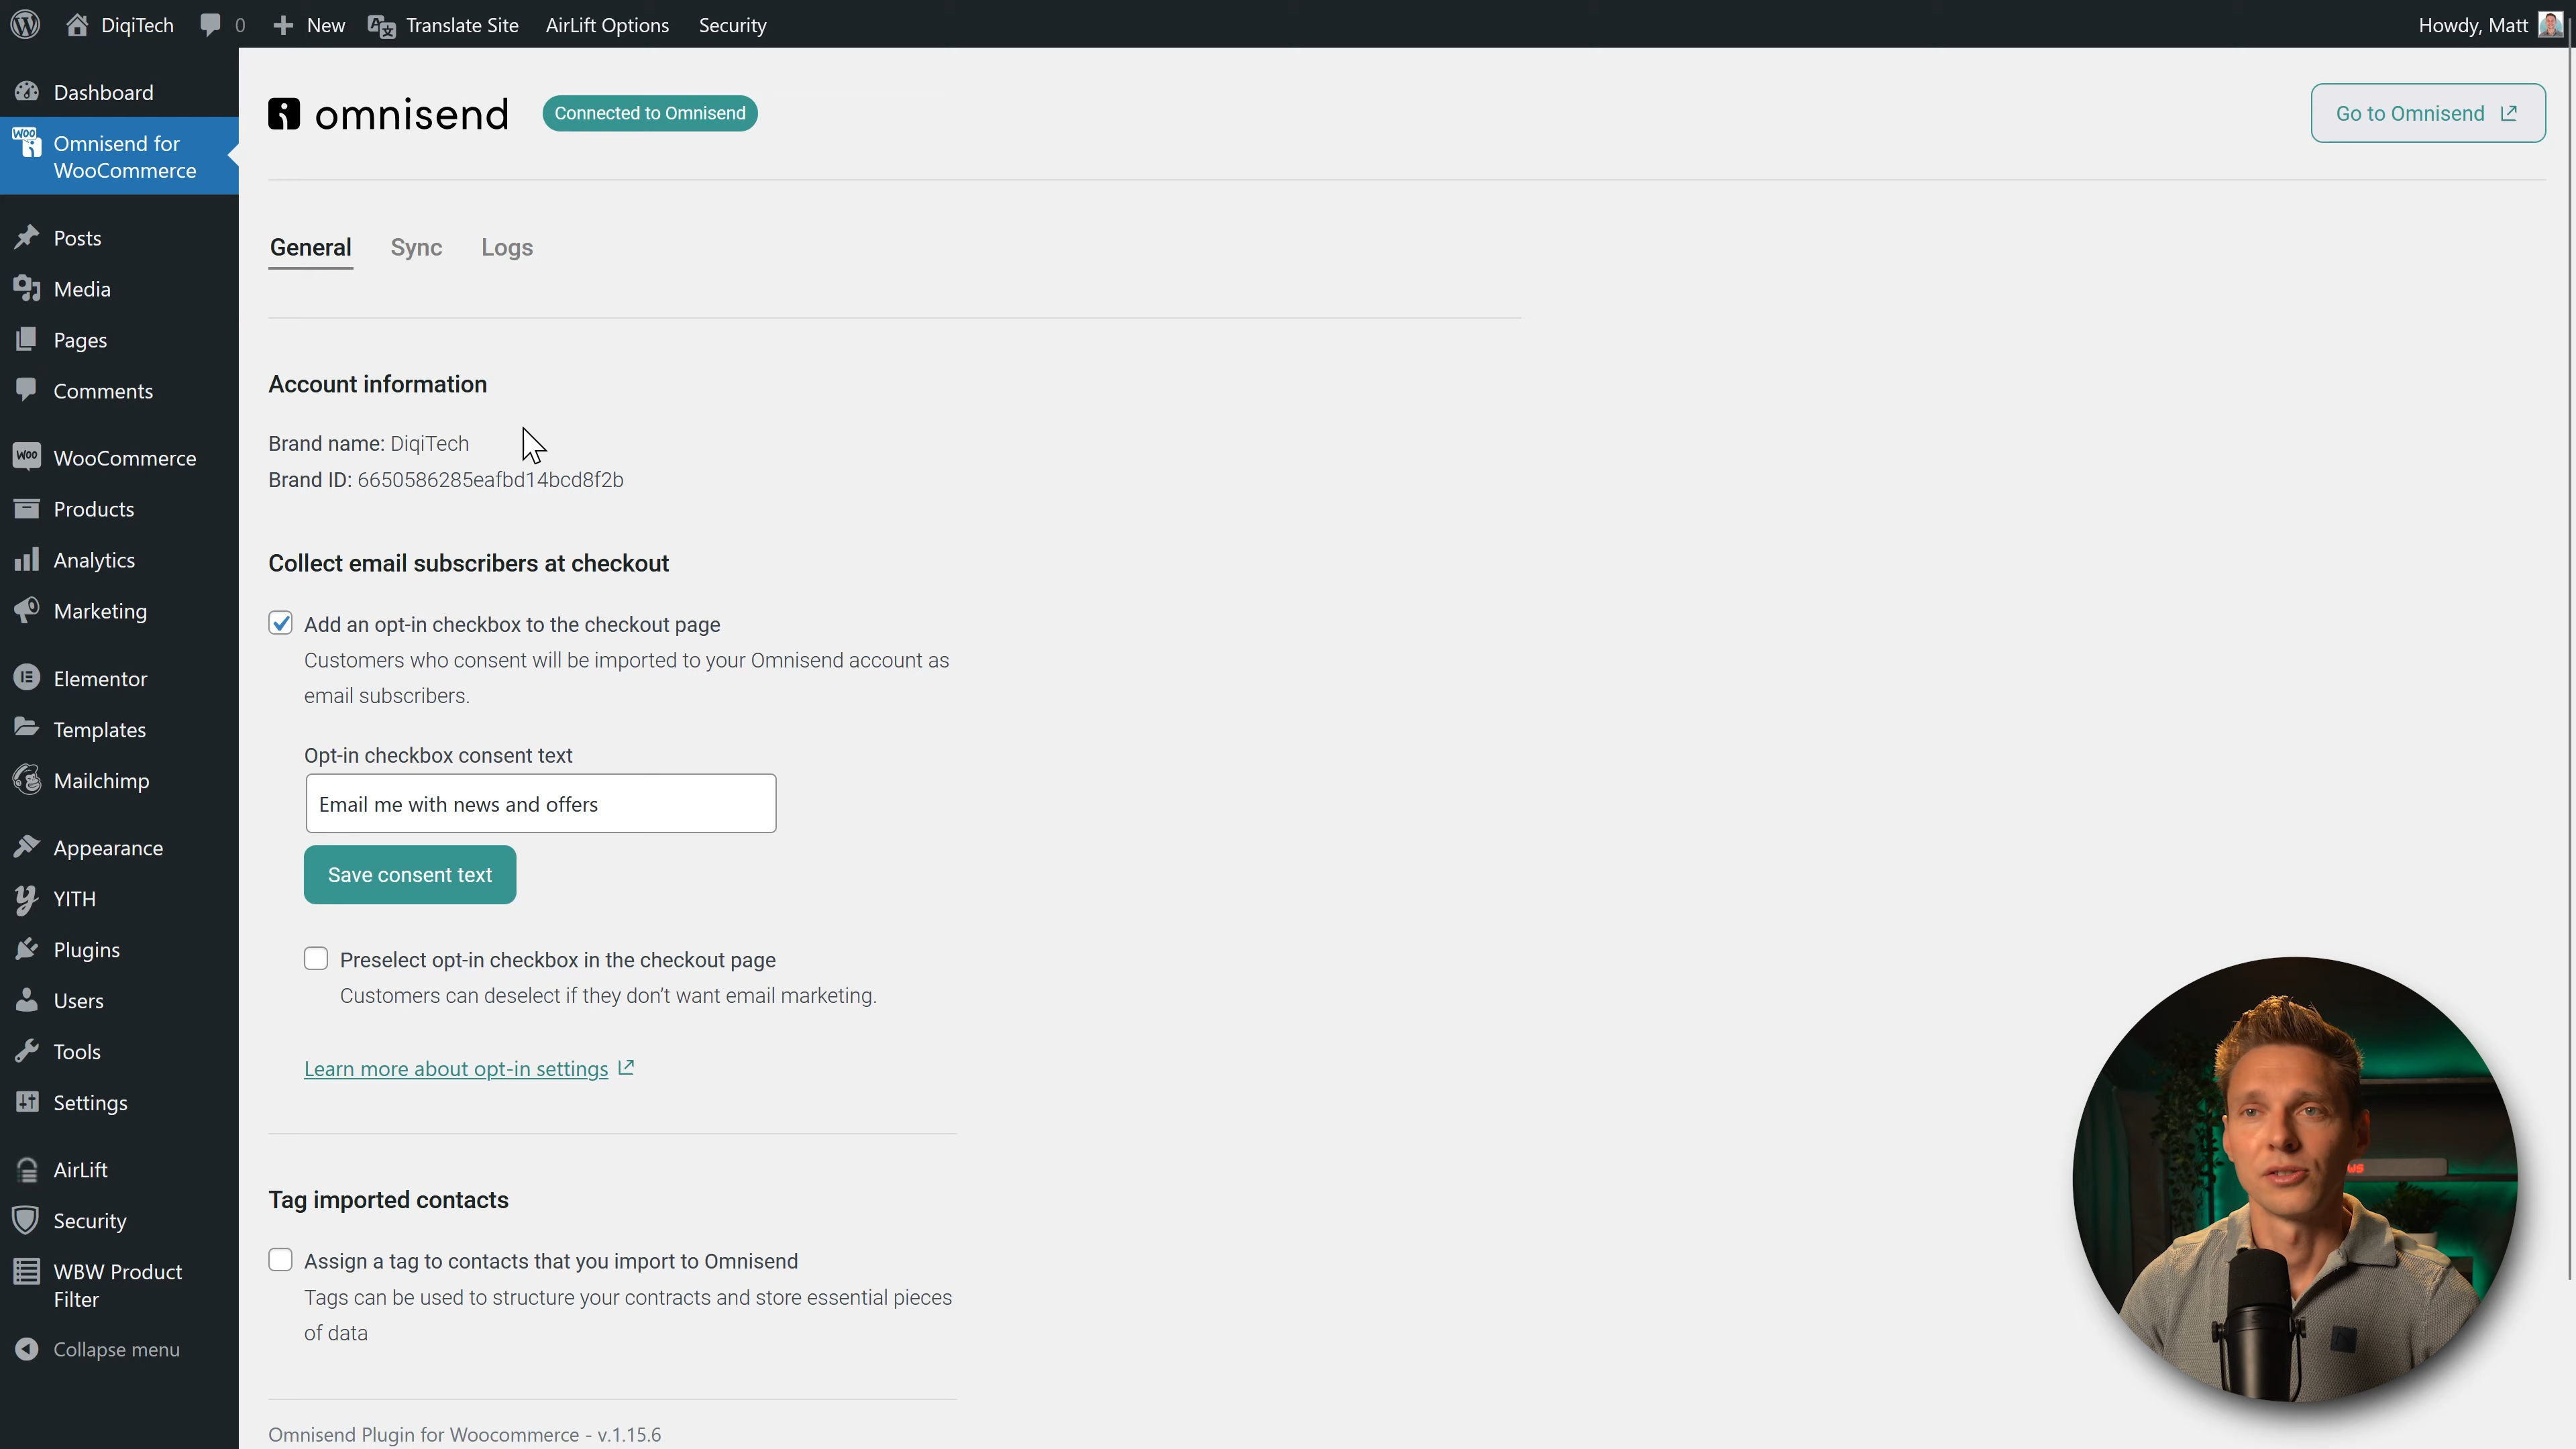 DiqiTech
0
New
Translate Site
AirLift Options
Security
Howdy, Matt
Dashboard
Omnisend for
WooCommerce
Posts
Media
Pages
Comments
WooCommerce
Products
Analytics
Marketing
Elementor
Templates
Mailchimp
Appearance
YITH
Plugins
Users
Tools
Settings
AirLift
Security
WBW Product
Filter
Collapse menu
omnisend
Connected to Omnisend
Go to Omnisend
General
Sync
Logs
Account information
Brand name: DiqiTech
Brand ID: 6650586285eafbd14bcd8f2b
Collect email subscribers at checkout
Add an opt-in checkbox to the checkout page
Customers who consent will be imported to your Omnisend account as
email subscribers.
Opt-in checkbox consent text
Email me with news and offers
Save consent text
Preselect opt-in checkbox in the checkout page
Customers can deselect if they don't want email marketing.
Learn more about opt-in settings
Tag imported contacts
Assign a tag to contacts that you import to Omnisend
Tags can be used to structure your contracts and store essential pieces
of data
Omnisend Plugin for Woocommerce - v.1.15.6